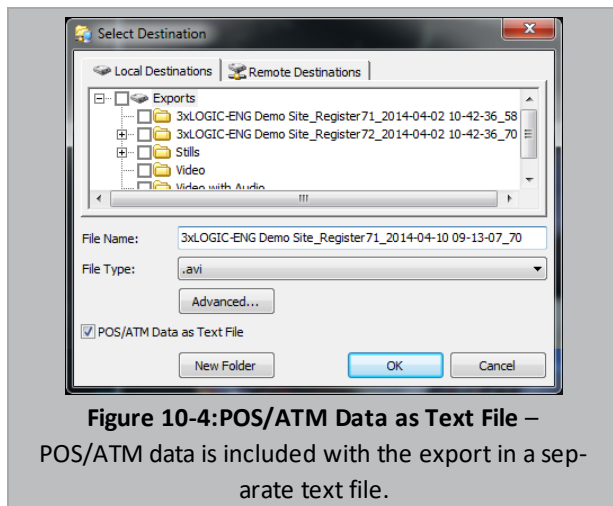 Select Destination
Local Destinations
Remote Destinations
Exports
3xLOGIC-ENG Demo Site_Register71_2014-04-02 10-42-36_58
3xLOGIC-ENG Demo Site_Register72_2014-04-02 10-42-36_70
Stills
Video
Video with Audio
File Name:
3xLOGIC-ENG Demo Site_Register71_2014-04-10 09-13-07_70
File Type:
.avi
Advanced...
POS/ATM Data as Text File
New Folder
OK
Cancel
Figure 10-4:POS/ATM Data as Text File –
POS/ATM data is included with the export in a sep-
arate text file.